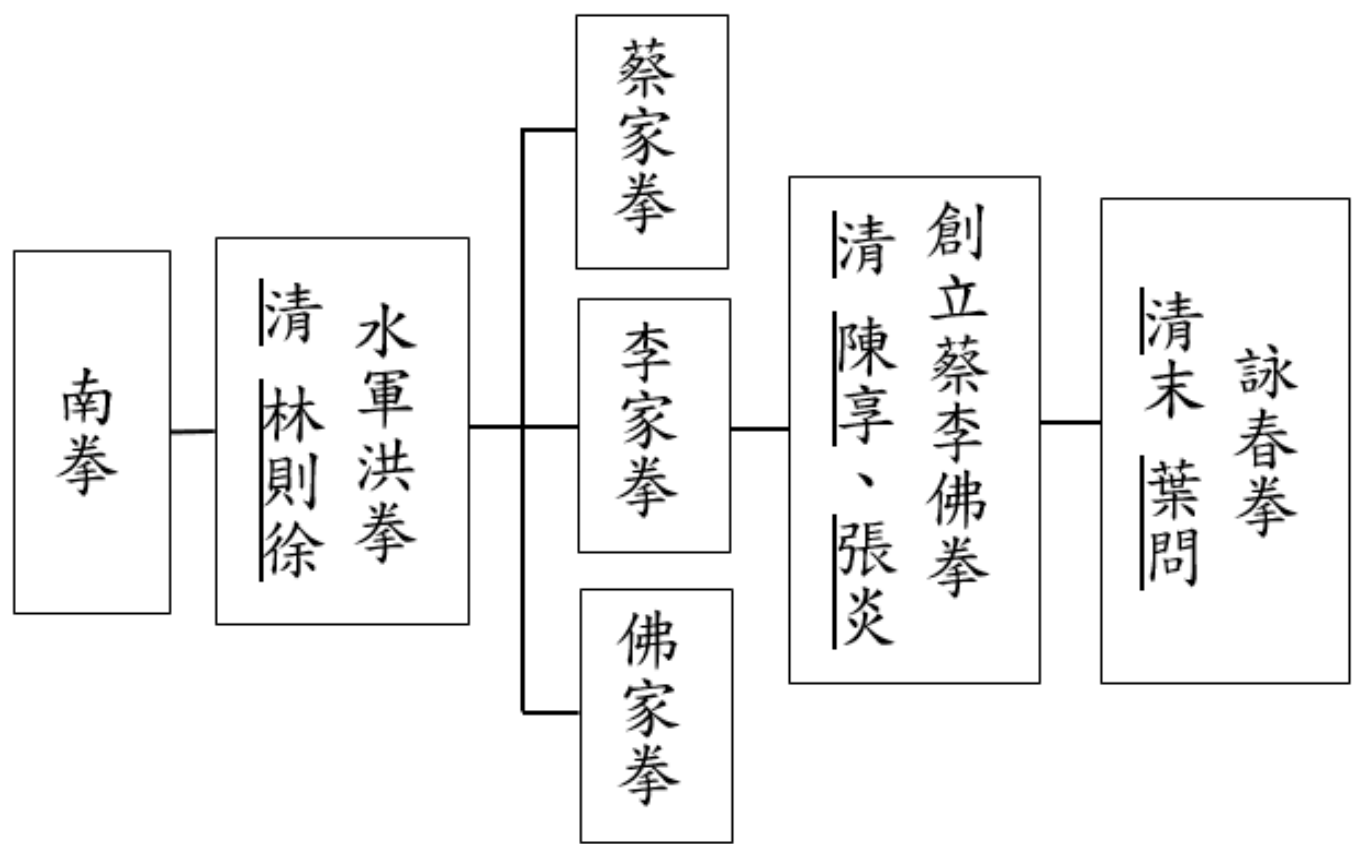 南拳
水軍洪拳
清 林則徐
蔡家拳
李家拳
佛家拳
創立蔡李佛拳
清 陳享、張炎
詠春拳
清末 葉問